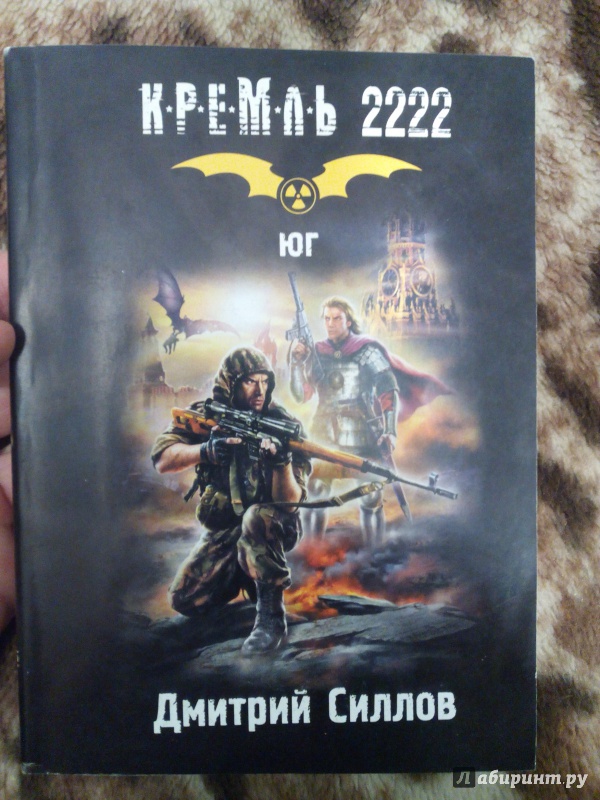 К·Р·Е·М·Л·Ь 2222
ЮГ
Дмитрий Силлов
Лабиринт.ру